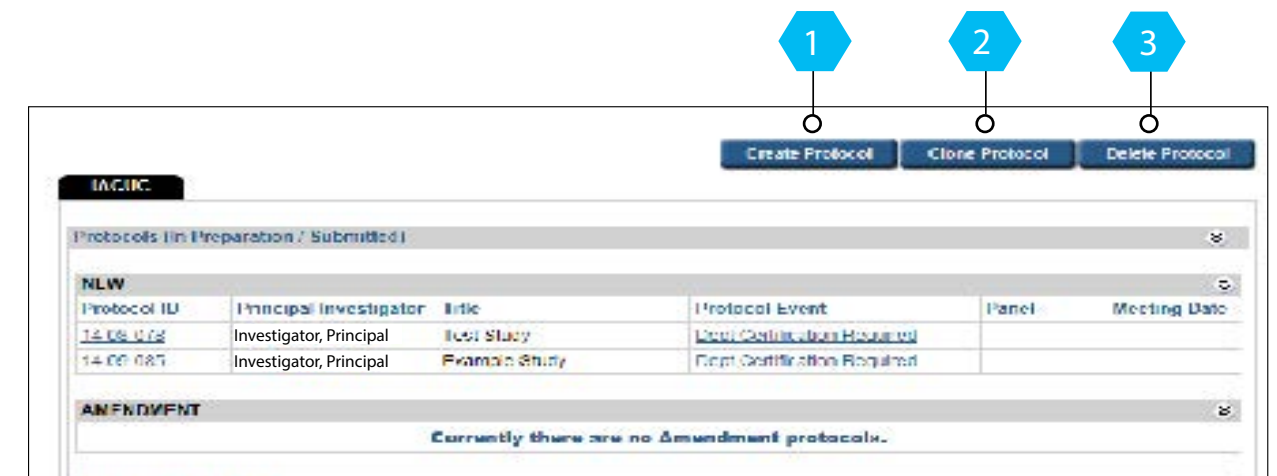 1 2 3
Create Protocol Clone Protocol Delete Protocol
IACUC
Protocols (In Preparation / Submitted)
NEW
Protocol ID Principal Investigator Title Protocol Event Panel Meeting Date
Investigator, Principal Test Study Dept Certification Required
Investigator, Principal Example Study Dept Certification Required
AMENDMENT
Currently there are no Amendment protocols.